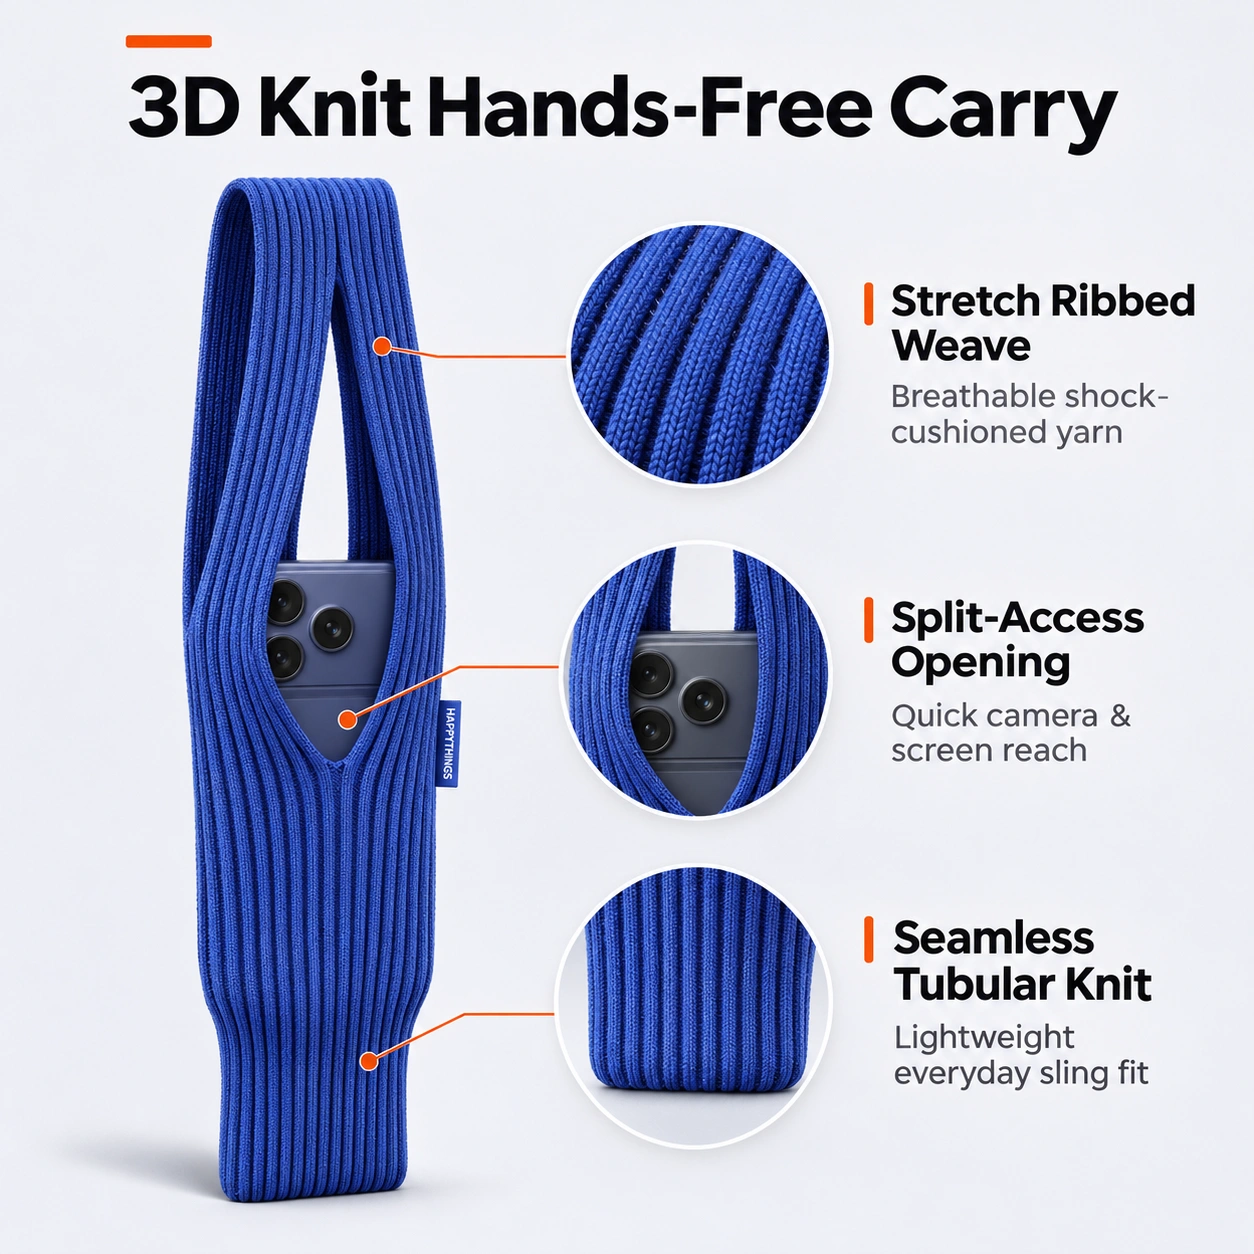 3D Knit Hands-Free Carry
Stretch Ribbed
Weave
Breathable shock-
cushioned yarn
Split-Access
Opening
Quick camera &
screen reach
HAPPYTHINGS
Seamless
Tubular Knit
Lightweight
everyday sling fit